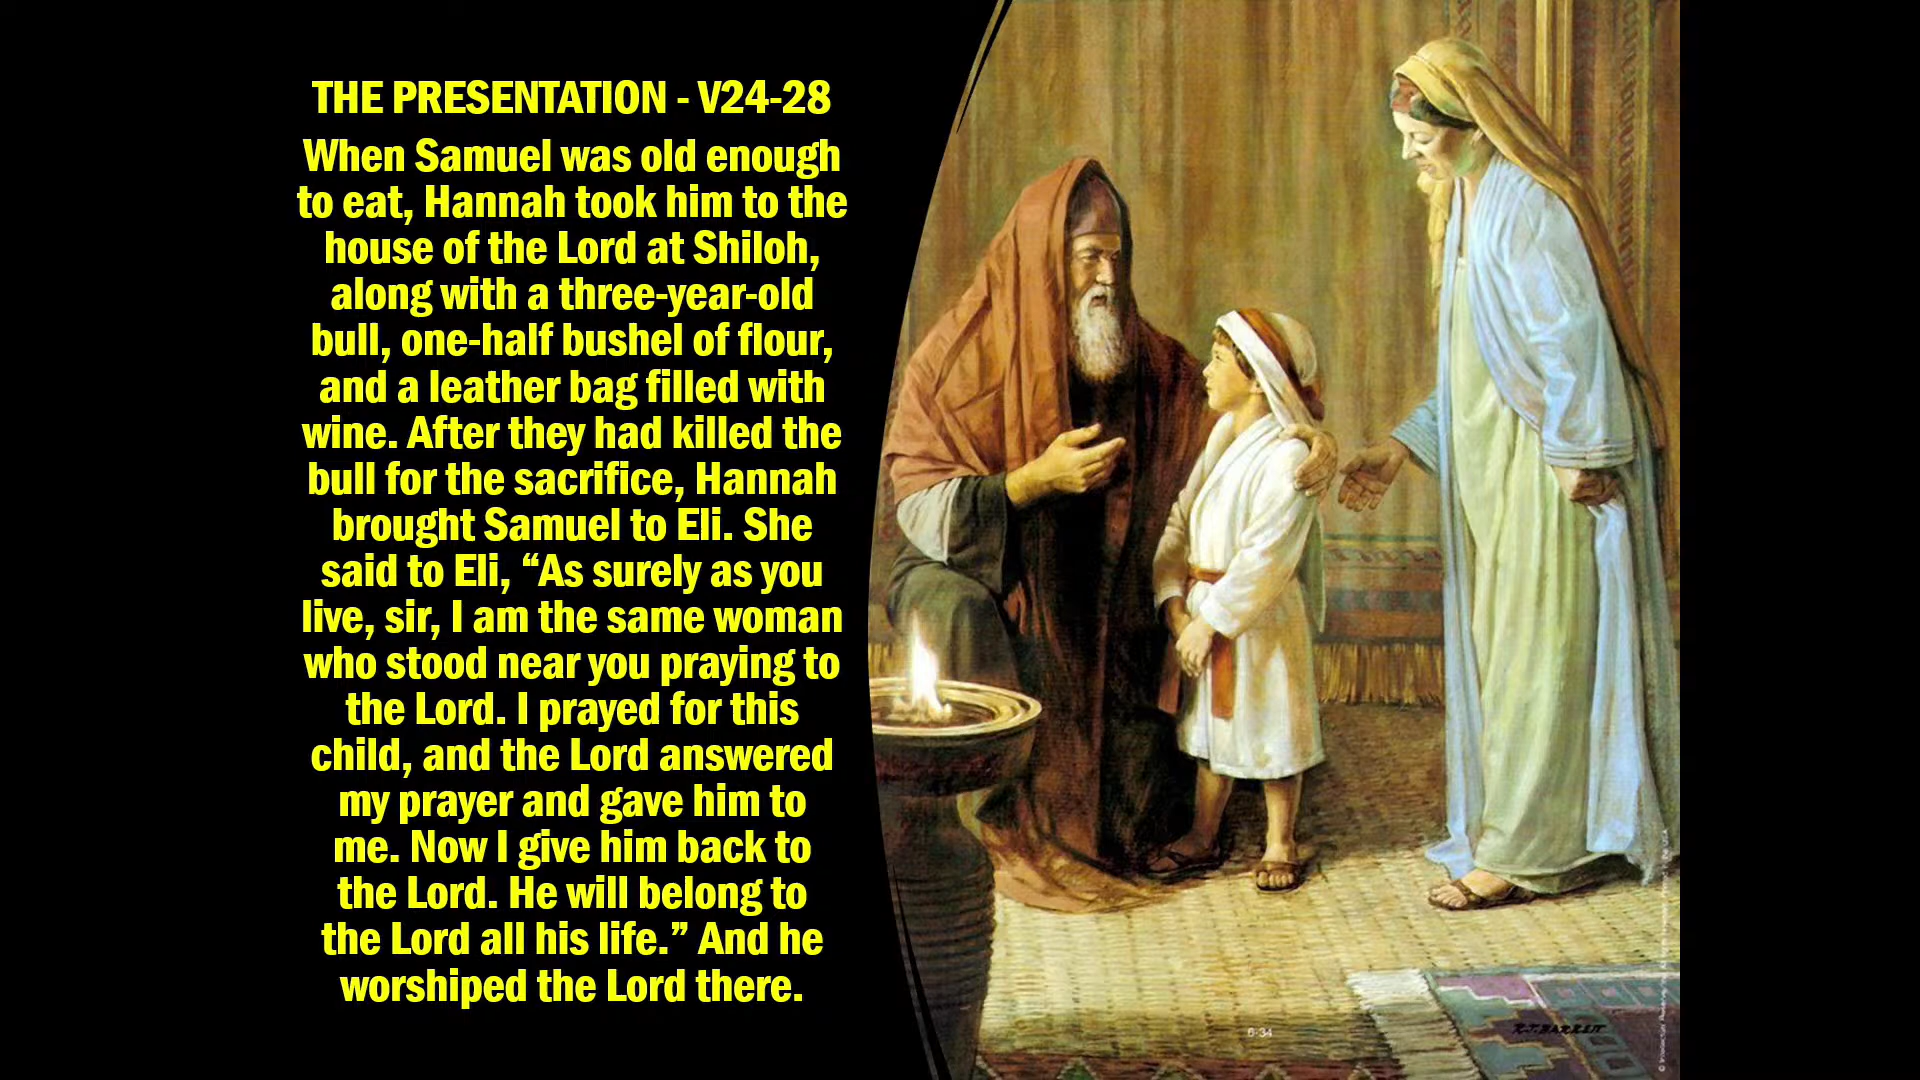 THE PRESENTATION - V24-28
When Samuel was old enough
to eat, Hannah took him to the
house of the Lord at Shiloh,
along with a three-year-old
bull, one-half bushel of flour,
and a leather bag filled with
wine. After they had killed the
bull for the sacrifice, Hannah
brought Samuel to Eli. She
said to Eli, “As surely as you
live, sir, I am the same woman
who stood near you praying to
the Lord. I prayed for this
child, and the Lord answered
my prayer and gave him to
me. Now I give him back to
the Lord. He will belong to
the Lord all his life.” And he
worshiped the Lord there.
6-34
R.T. BARRETT